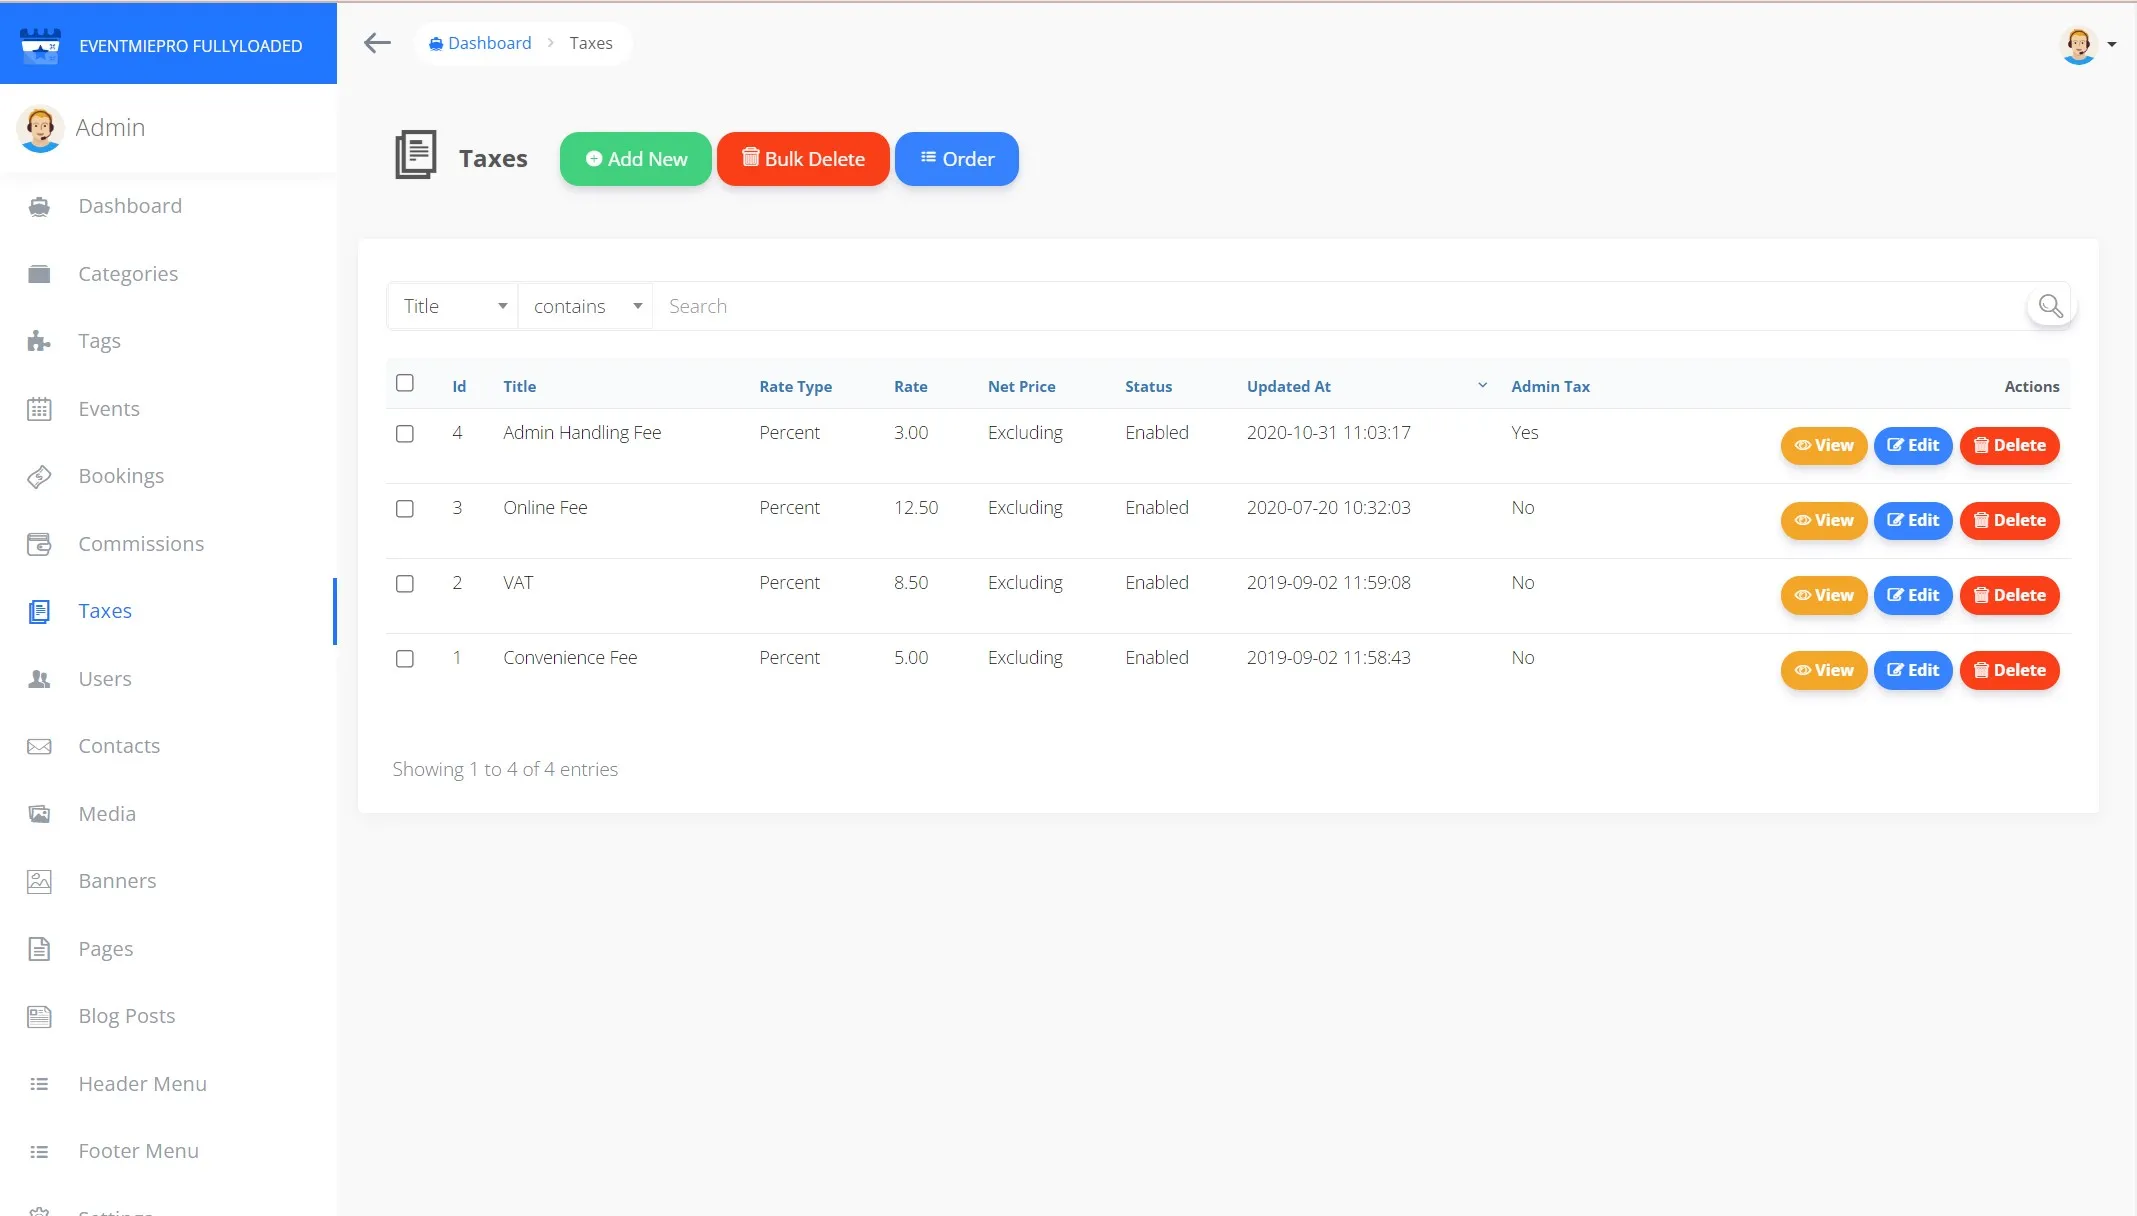 EVENTMIEPRO FULLYLOADED
Dashboard > Taxes
Admin
Taxes
Add New
Bulk Delete
Order
Dashboard
Categories
Tags
Events
Bookings
Commissions
Taxes
Users
Contacts
Media
Banners
Pages
Blog Posts
Header Menu
Footer Menu
Settings
Title contains Search
Id Title Rate Type Rate Net Price Status Updated At Admin Tax Actions
4 Admin Handling Fee Percent 3.00 Excluding Enabled 2020-10-31 11:03:17 Yes View Edit Delete
3 Online Fee Percent 12.50 Excluding Enabled 2020-07-20 10:32:03 No View Edit Delete
2 VAT Percent 8.50 Excluding Enabled 2019-09-02 11:59:08 No View Edit Delete
1 Convenience Fee Percent 5.00 Excluding Enabled 2019-09-02 11:58:43 No View Edit Delete
Showing 1 to 4 of 4 entries